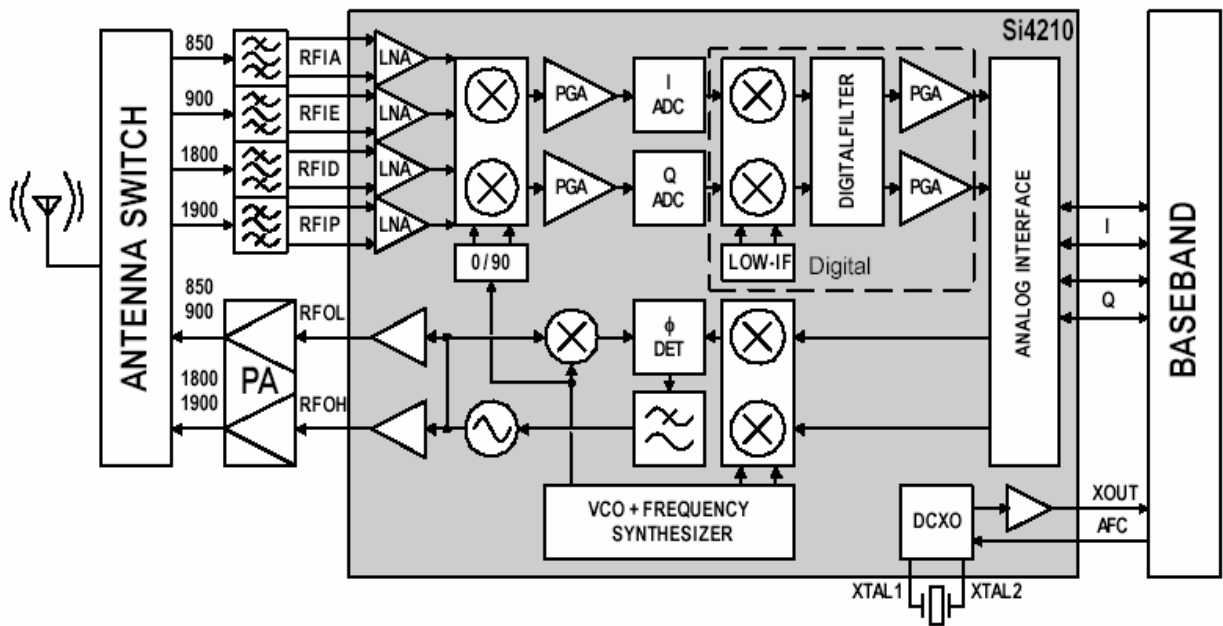 Si4210
ANTENNA SWITCH
850
900
1800
1900
RFIA
RFIE
RFID
RFIP
LNA
LNA
LNA
LNA
0 / 90
PGA
PGA
I
ADC
Q
ADC
LOW-IF
Digital
DIGITALFILTER
PGA
PGA
ANALOG INTERFACE
I
Q
BASEBAND
850
900
1800
1900
PA
RFOL
RFOH
ϕ
DET
VCO + FREQUENCY
SYNTHESIZER
DCXO
XOUT
AFC
XTAL1
XTAL2